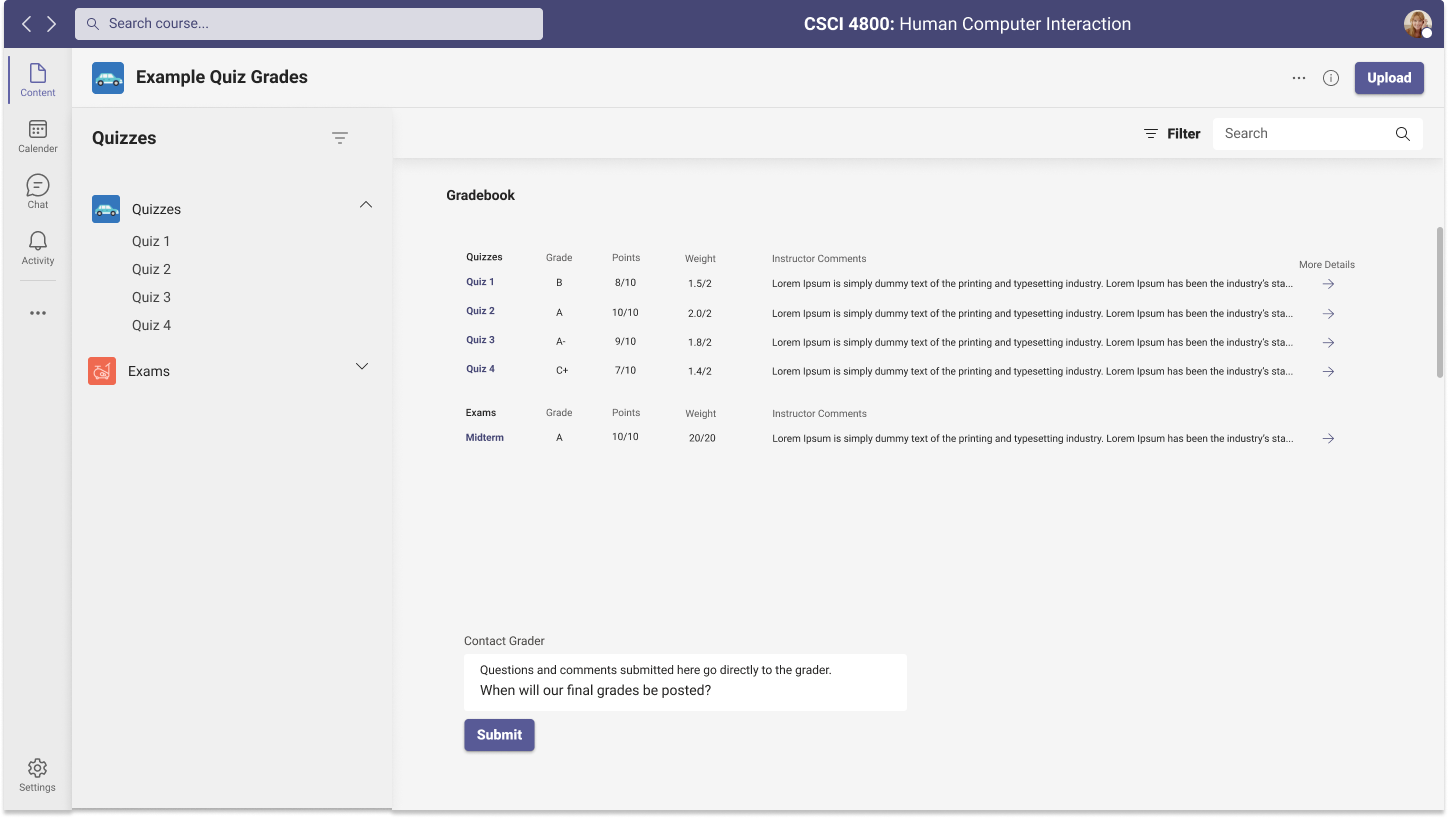 Search course...
CSCI 4800: Human Computer Interaction
Content
Calender
Chat
Activity
Settings
Example Quiz Grades
Upload
Quizzes
Quizzes
Quiz 1
Quiz 2
Quiz 3
Quiz 4
Exams
Filter
Search
Gradebook
Quizzes Grade Points Weight Instructor Comments More Details
Quiz 1 B 8/10 1.5/2 Lorem Ipsum is simply dummy text of the printing and typesetting industry. Lorem Ipsum has been the industry's sta...
Quiz 2 A 10/10 2.0/2 Lorem Ipsum is simply dummy text of the printing and typesetting industry. Lorem Ipsum has been the industry's sta...
Quiz 3 A- 9/10 1.8/2 Lorem Ipsum is simply dummy text of the printing and typesetting industry. Lorem Ipsum has been the industry's sta...
Quiz 4 C+ 7/10 1.4/2 Lorem Ipsum is simply dummy text of the printing and typesetting industry. Lorem Ipsum has been the industry's sta...
Exams Grade Points Weight Instructor Comments
Midterm A 10/10 20/20 Lorem Ipsum is simply dummy text of the printing and typesetting industry. Lorem Ipsum has been the industry's sta...
Contact Grader
Questions and comments submitted here go directly to the grader.
When will our final grades be posted?
Submit